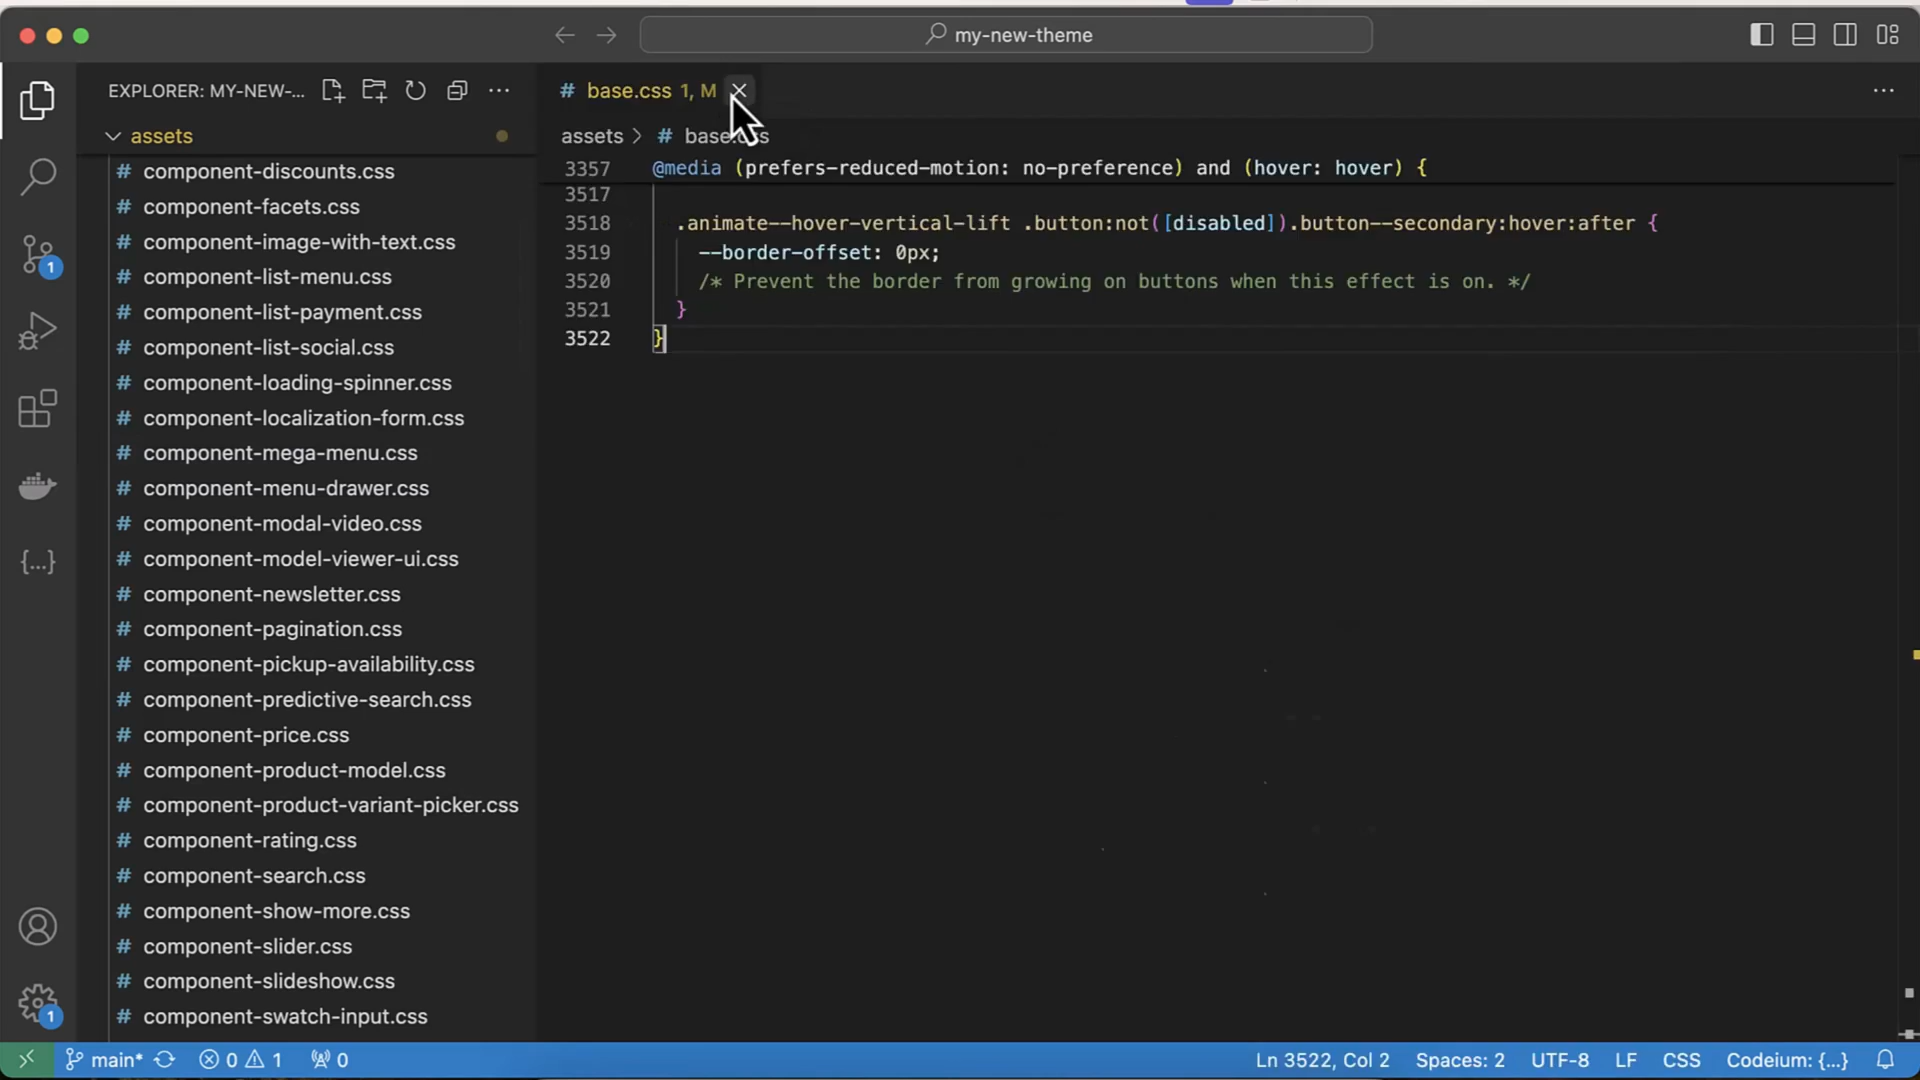 my-new-theme
EXPLORER: MY-NEW-...
# base.css 1, M
assets
assets > # base.css
# component-discounts.css
# component-facets.css
# component-image-with-text.css
# component-list-menu.css
# component-list-payment.css
# component-list-social.css
# component-loading-spinner.css
# component-localization-form.css
# component-mega-menu.css
# component-menu-drawer.css
# component-modal-video.css
# component-model-viewer-ui.css
# component-newsletter.css
# component-pagination.css
# component-pickup-availability.css
# component-predictive-search.css
# component-price.css
# component-product-model.css
# component-product-variant-picker.css
# component-rating.css
# component-search.css
# component-show-more.css
# component-slider.css
# component-slideshow.css
# component-swatch-input.css
3357 @media (prefers-reduced-motion: no-preference) and (hover: hover) {
3517
3518 .animate--hover-vertical-lift .button:not([disabled]).button--secondary:hover:after {
3519 --border-offset: 0px;
3520 /* Prevent the border from growing on buttons when this effect is on. */
3521 }
3522 }
1
{...}
1
main* 0 1 0
Ln 3522, Col 2 Spaces: 2 UTF-8 LF CSS Codeium: {...}